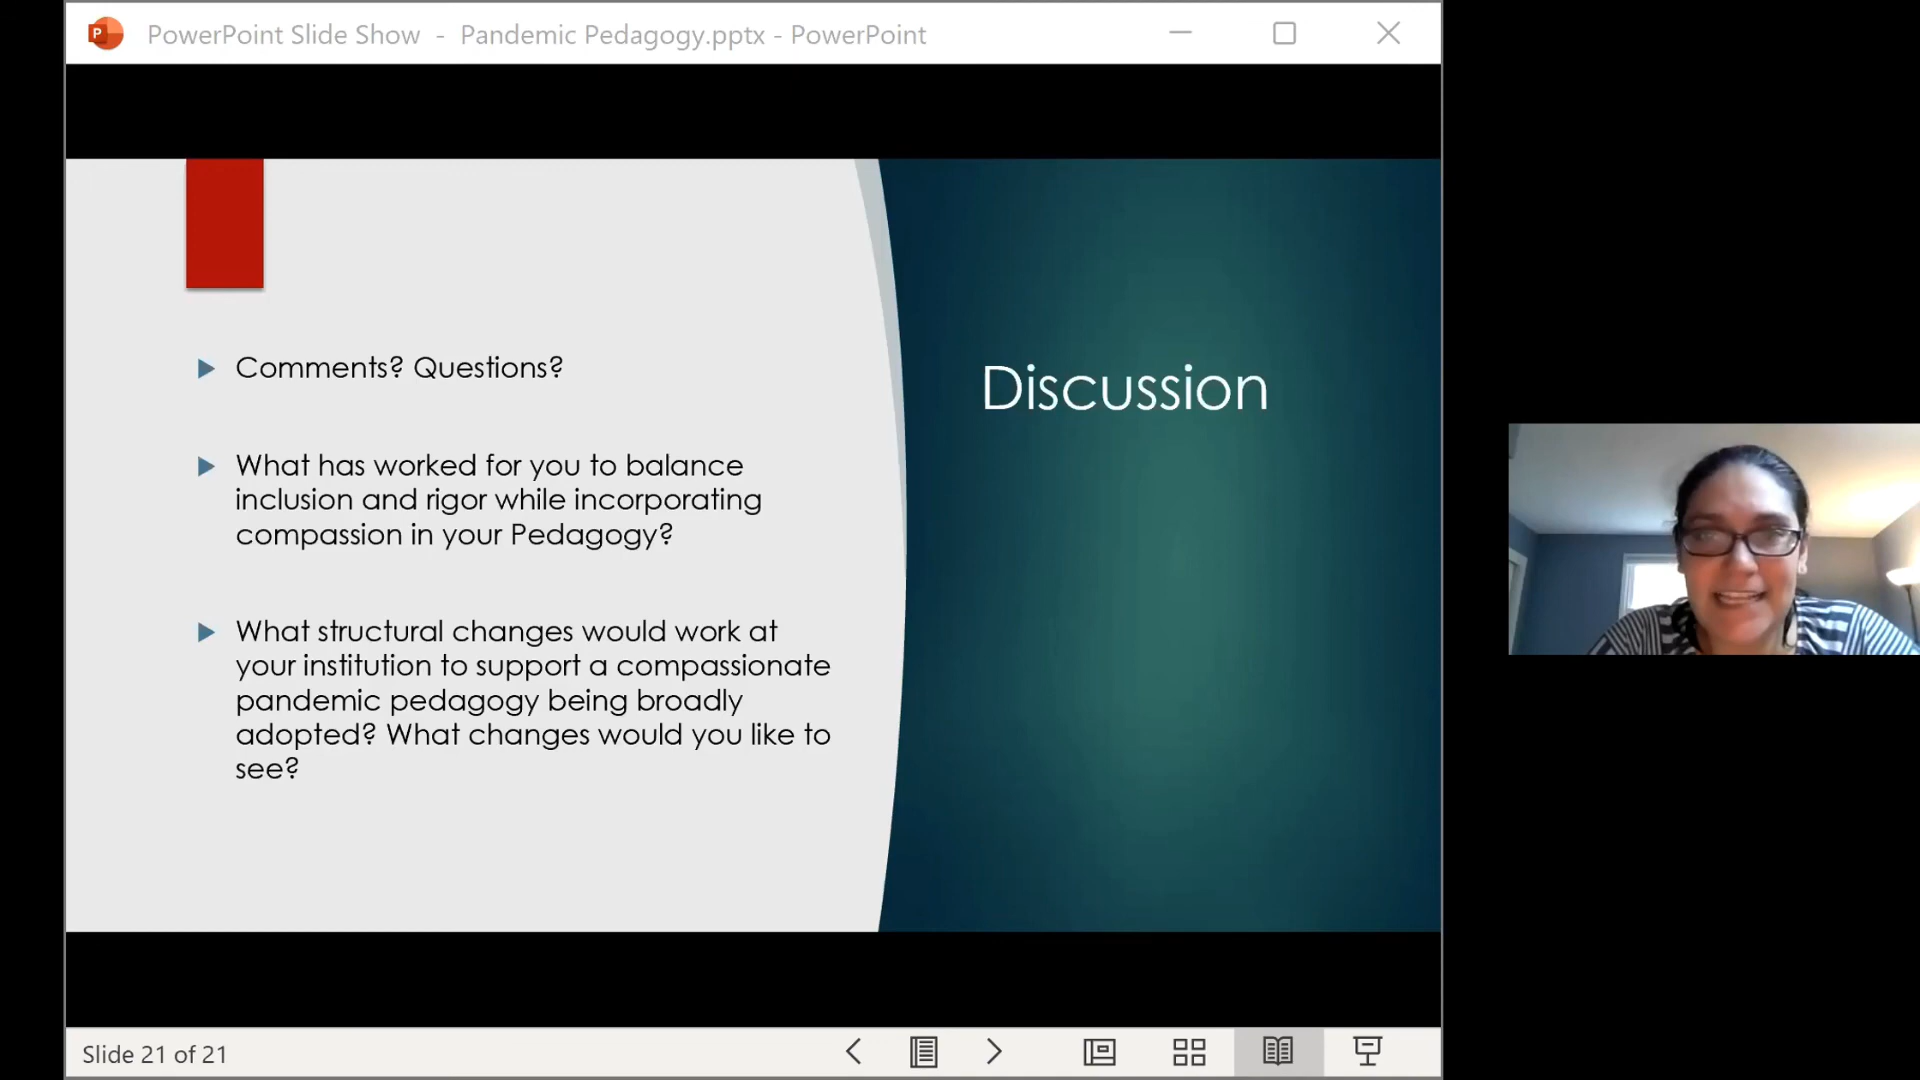 P PowerPoint Slide Show - Pandemic Pedagogy.pptx - PowerPoint
Discussion
Comments? Questions?
What has worked for you to balance
inclusion and rigor while incorporating
compassion in your Pedagogy?
What structural changes would work at
your institution to support a compassionate
pandemic pedagogy being broadly
adopted? What changes would you like to
see?
Slide 21 of 21